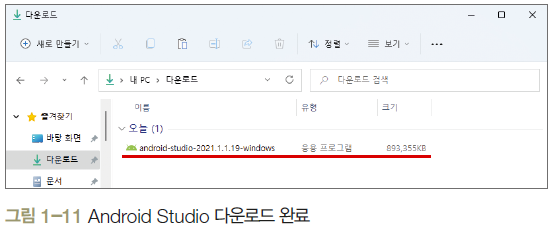 다운로드
새로 만들기
정렬
보기
내 PC > 다운로드
다운로드 검색
이름 유형 크기
즐겨찾기
오늘 (1)
바탕 화면
android-studio-2021.1.1.19-windows 응용 프로그램 893,355KB
다운로드
문서
그림 1-11 Android Studio 다운로드 완료